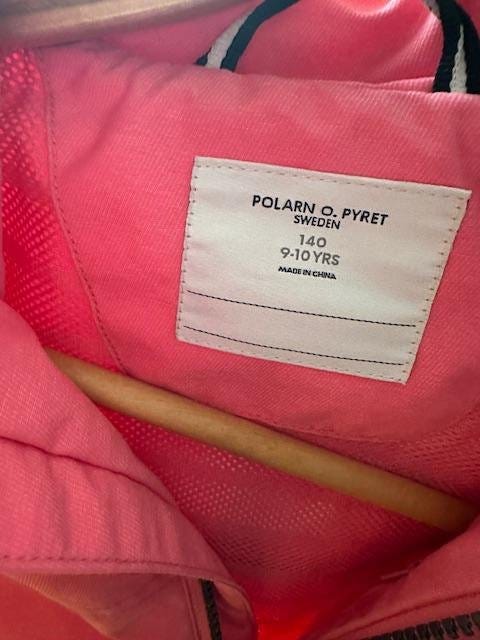 POLARN O. PYRET
SWEDEN
140
9-10 YRS
MADE IN CHINA